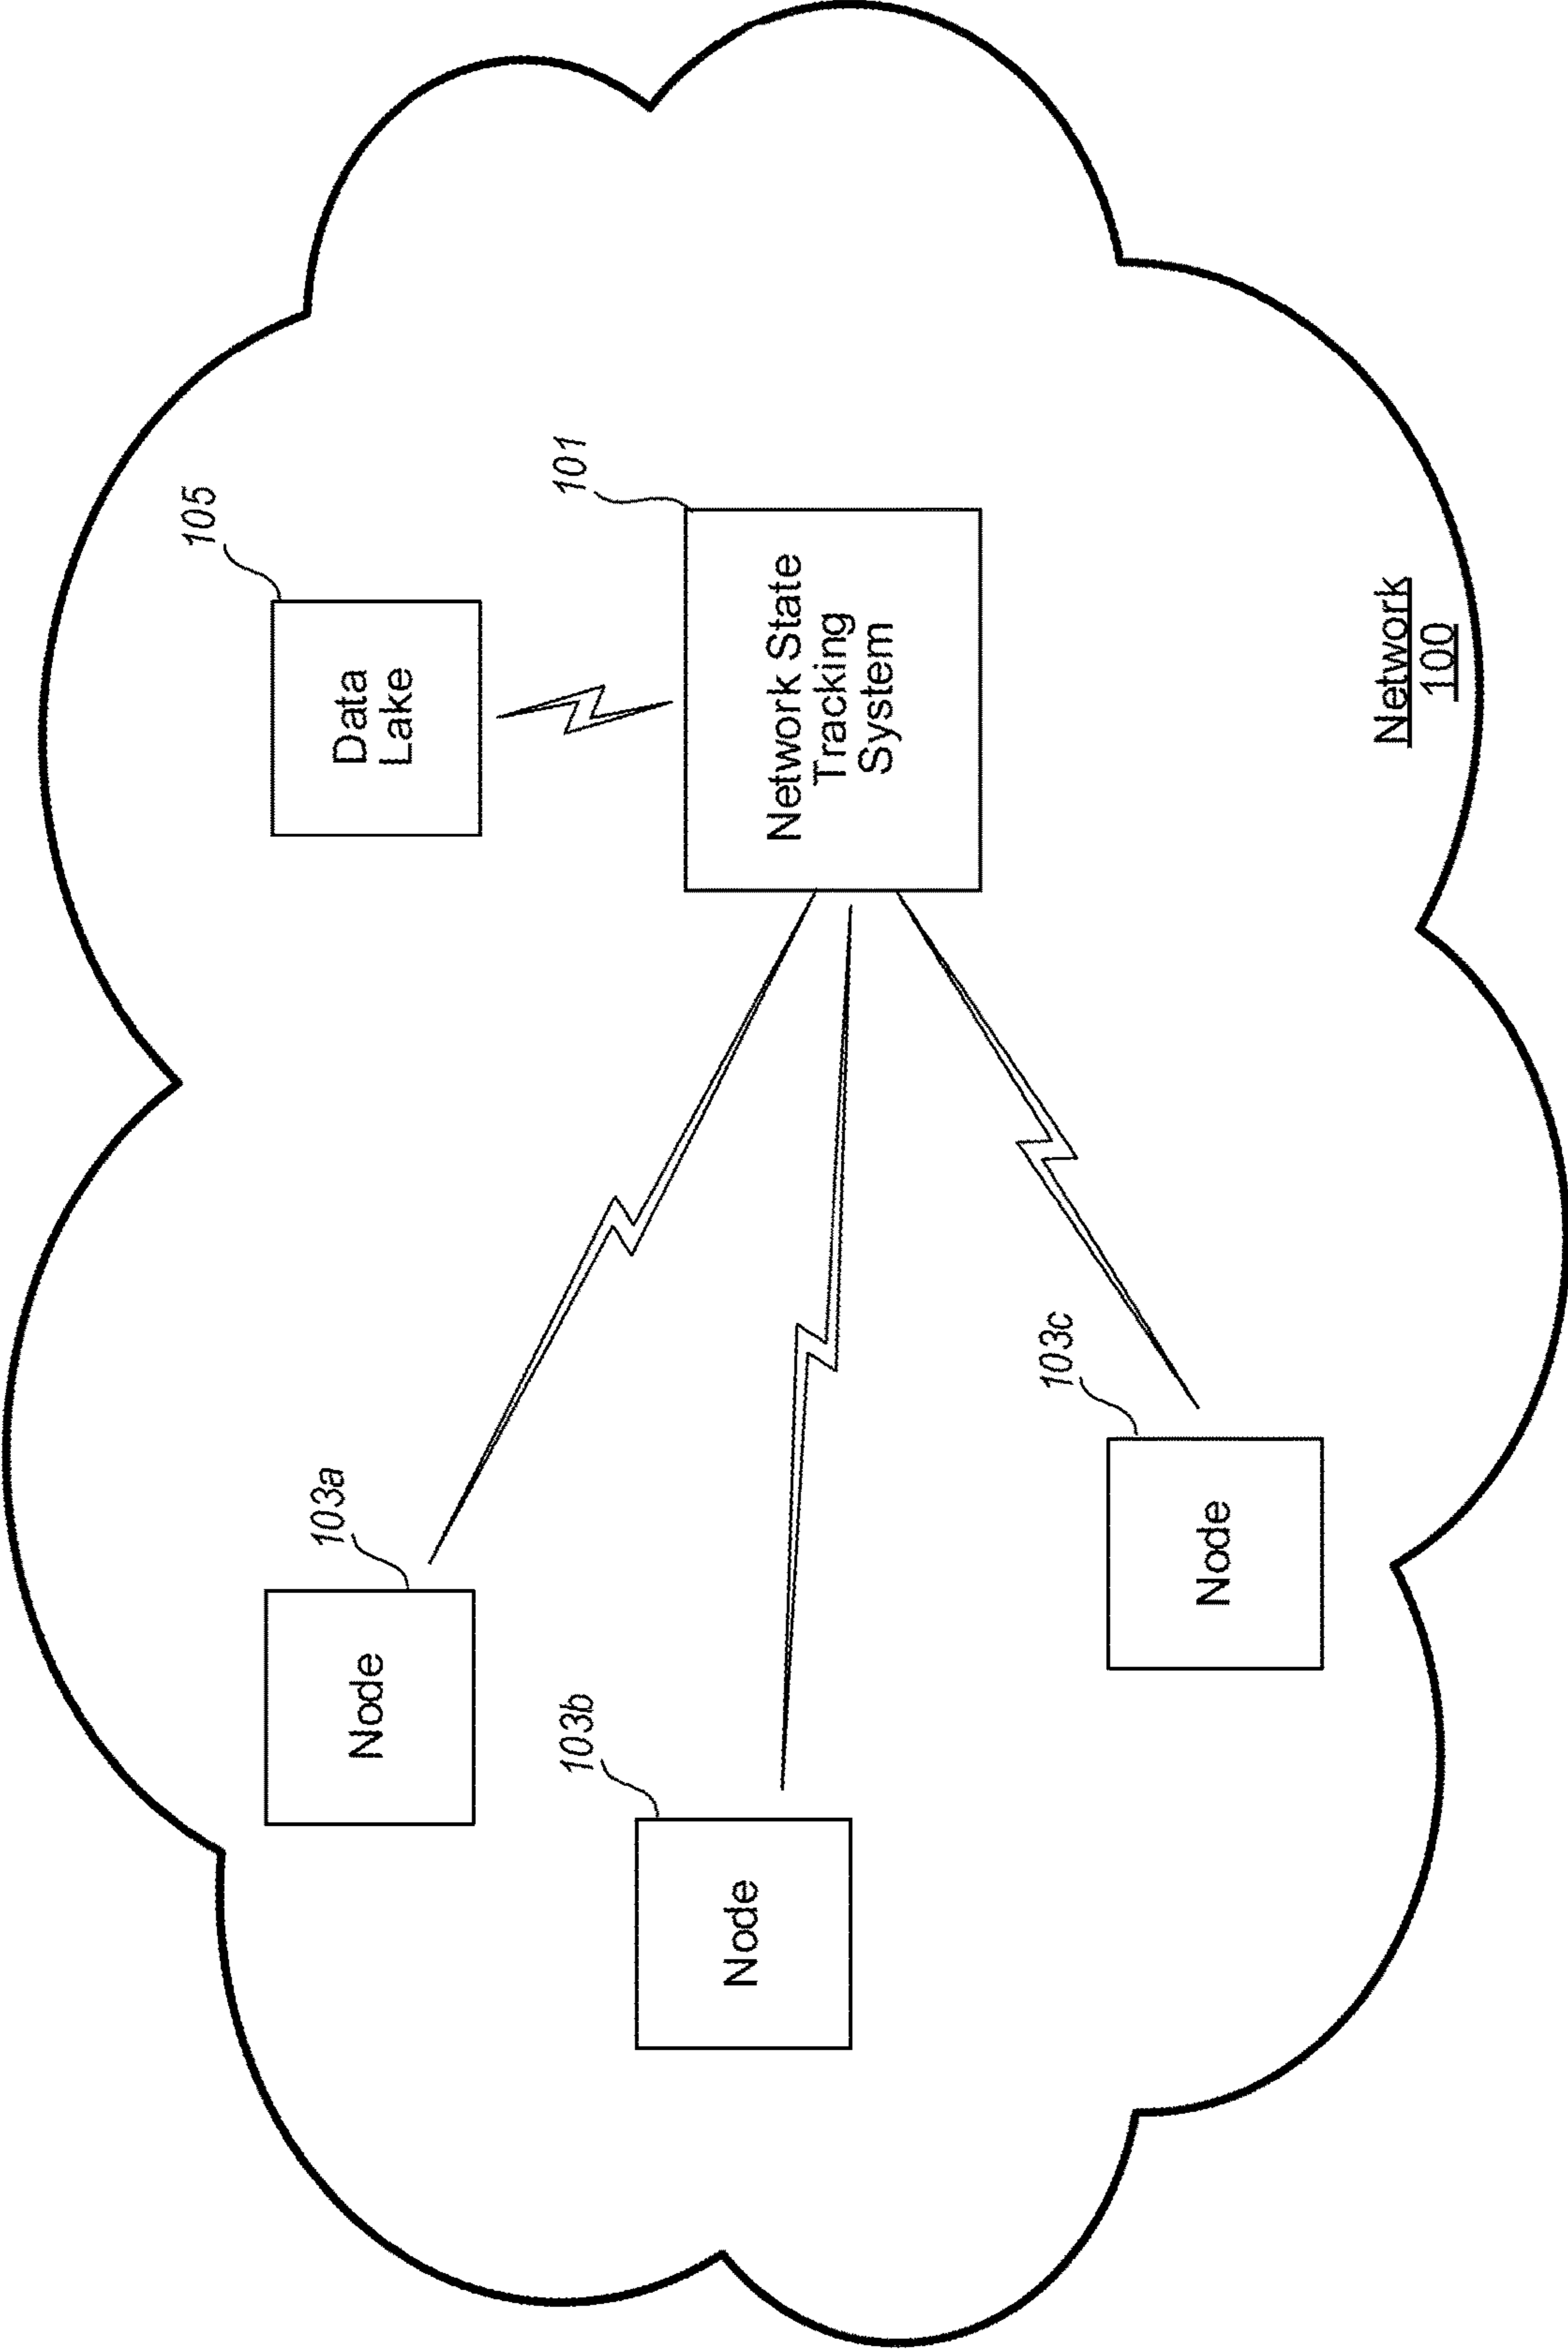 103a
Node
103b
Node
103c
Node
105
Data
Lake
101
Network State
Tracking
System
Network
100